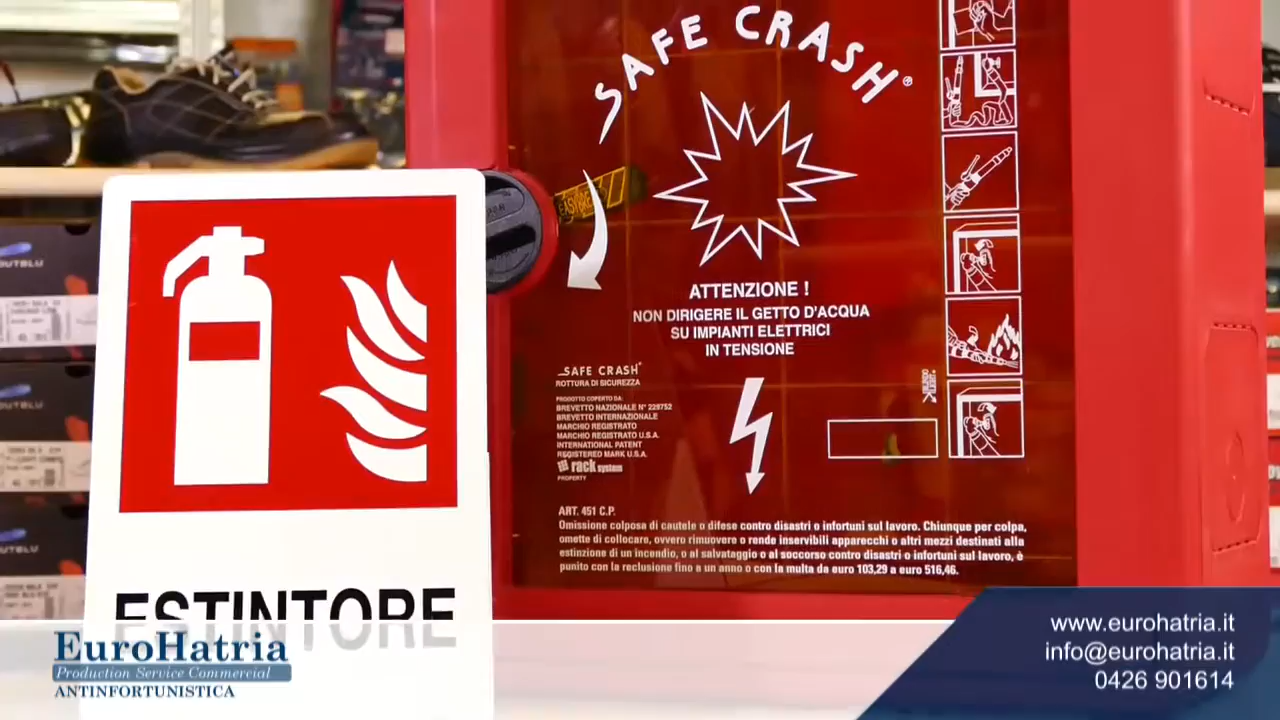 SAFE CRASH®
ATTENZIONE !
NON DIRIGERE IL GETTO D'ACQUA
SU IMPIANTI ELETTRICI
IN TENSIONE
SAFE CRASH®
ROTTURA DI SICUREZZA
PRODOTTO COPERTO DA:
BREVETTO NAZIONALE N° 228752
BREVETTO INTERNAZIONALE
MARCHIO REGISTRATO
MARCHIO REGISTRATO U.S.A.
INTERNATIONAL PATENT
REGISTERED MARK U.S.A.
rack system
PROPERTY
ART. 451 C.P.
Omissione colposa di cautele o difese contro disastri o infortuni sul lavoro. Chiunque per colpa,
omette di collocare, ovvero rimuove o rende inservibili apparecchi o altri mezzi destinati alla
estinzione di un incendio, o al salvataggio o al soccorso contro disastri o infortuni sul lavoro, è
punito con la reclusione fino a un anno o con la multa da euro 103,29 a euro 516,46.
ESTINTORE
EuroHatria
Production Service Commercial
ANTINFORTUNISTICA
www.eurohatria.it
info@eurohatria.it
0426 901614